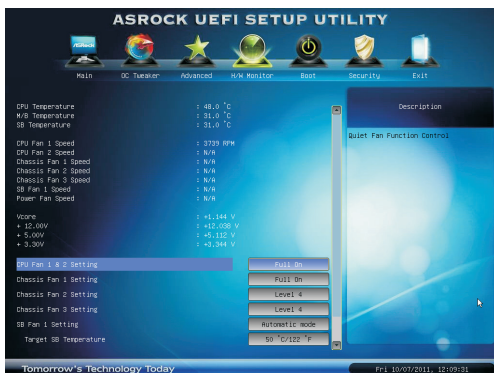 ASROCK UEFI SETUP UTILITY
ASRock
Main OC Tweaker Advanced H/W Monitor Boot Security Exit
CPU Temperature : 48.0 °C
M/B Temperature : 31.0 °C
SB Temperature : 31.0 °C
CPU Fan 1 Speed : 3739 RPM
CPU Fan 2 Speed : N/A
Chassis Fan 1 Speed : N/A
Chassis Fan 2 Speed : N/A
Chassis Fan 3 Speed : N/A
SB Fan 1 Speed : N/A
Power Fan Speed : N/A
Vcore : +1.144 V
+ 12.00V : +12.038 V
+ 5.00V : +5.112 V
+ 3.30V : +3.344 V
CPU Fan 1 & 2 Setting Full On
Chassis Fan 1 Setting Full On
Chassis Fan 2 Setting Level 4
Chassis Fan 3 Setting Level 4
SB Fan 1 Setting Automatic mode
Target SB Temperature 50 °C/122 °F
Description
Quiet Fan Function Control
Tomorrow's Technology Today
Fri 10/07/2011, 12:09:31